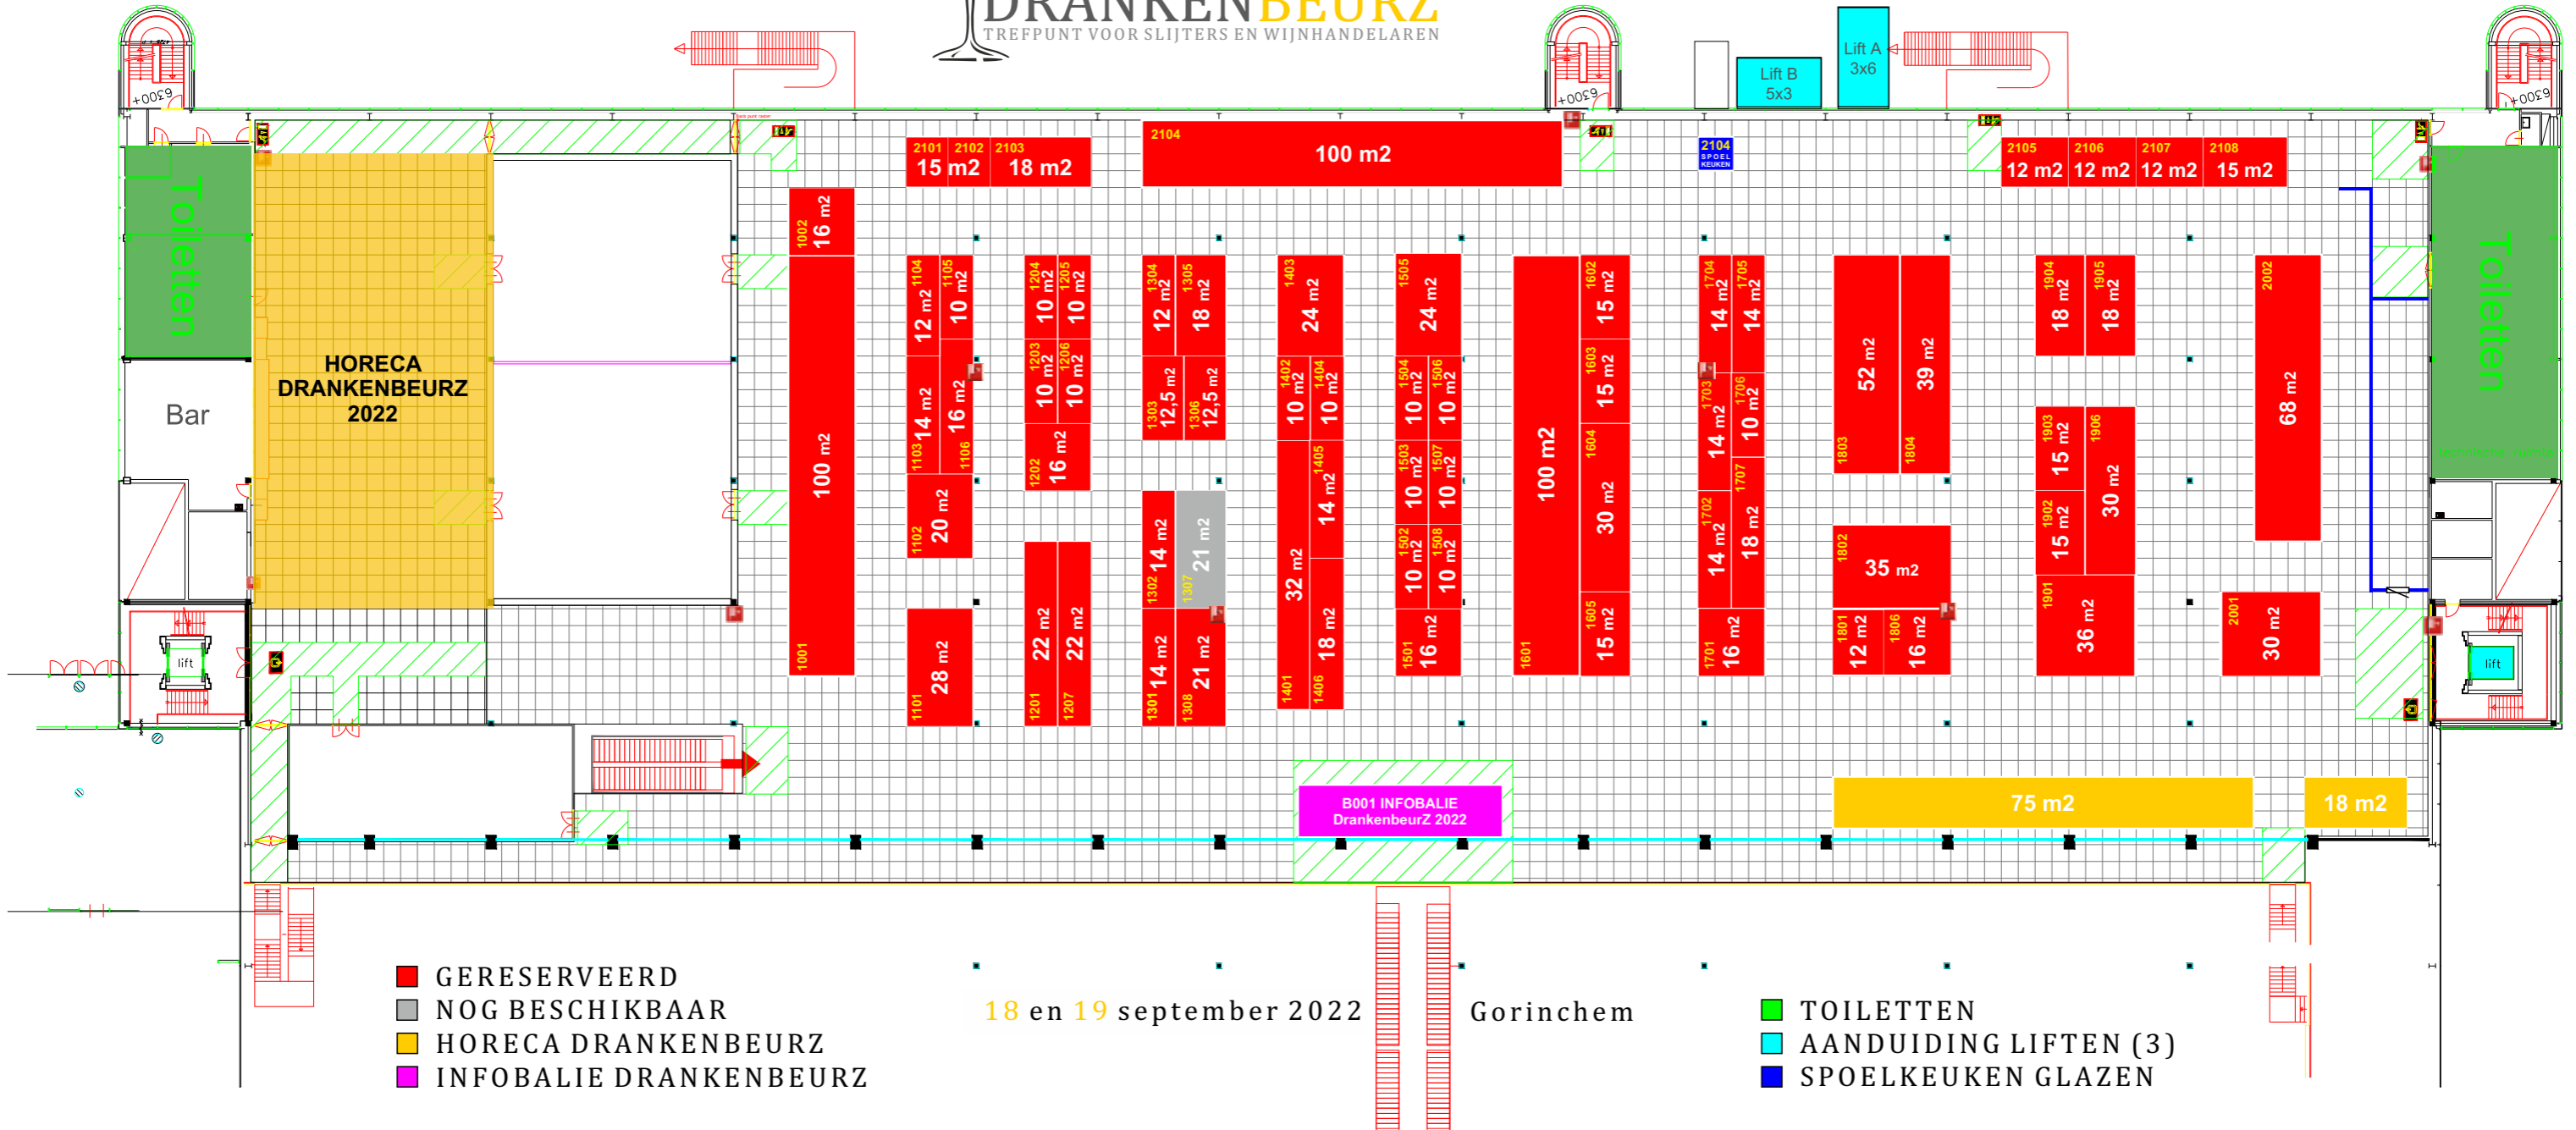 DRANKENBEURZ
TREFPUNT VOOR SLIJTERS EN WIJNHANDELAREN
6300+
6300+
6300+
Lift A
3x6
Lift B
5x3
2101 2102 2103
15 m2 18 m2
2104
100 m2
2104
SPOEL
KEUKEN
2105 2106 2107 2108
12 m2 12 m2 12 m2 15 m2
Toiletten
Toiletten
HORECA
DRANKENBEURZ
2022
Bar
lift
lift
1002
16 m2
1001
100 m2
1104
12 m2
1105
10 m2
1103
14 m2
1106
16 m2
1102
20 m2
1101
28 m2
1204
10 m2
1205
10 m2
1203
10 m2
1206
10 m2
1202
16 m2
1201
22 m2
1207
22 m2
1304
12 m2
1305
18 m2
1303
12,5 m2
1306
12,5 m2
1302
14 m2
1307
21 m2
1301
14 m2
1308
21 m2
1403
24 m2
1402
10 m2
1404
10 m2
1405
14 m2
1401
32 m2
1406
18 m2
1505
24 m2
1504
10 m2
1506
10 m2
1503
10 m2
1507
10 m2
1502
10 m2
1508
10 m2
1501
16 m2
1601
100 m2
1602
15 m2
1603
15 m2
1604
30 m2
1605
15 m2
1704
14 m2
1705
14 m2
1703
14 m2
1706
10 m2
1702
14 m2
1707
18 m2
1701
16 m2
1803
52 m2
1804
39 m2
1802
35 m2
1801
12 m2
1806
16 m2
1904
18 m2
1905
18 m2
1903
15 m2
1906
30 m2
1902
15 m2
1901
36 m2
2002
68 m2
2001
30 m2
B001 INFOBALIE
DrankenbeurZ 2022
75 m2
18 m2
GERESERVEERD
NOG BESCHIKBAAR
HORECA DRANKENBEURZ
INFOBALIE DRANKENBEURZ
18 en 19 september 2022
Gorinchem
TOILETTEN
AANDUIDING LIFTEN (3)
SPOELKEUKEN GLAZEN